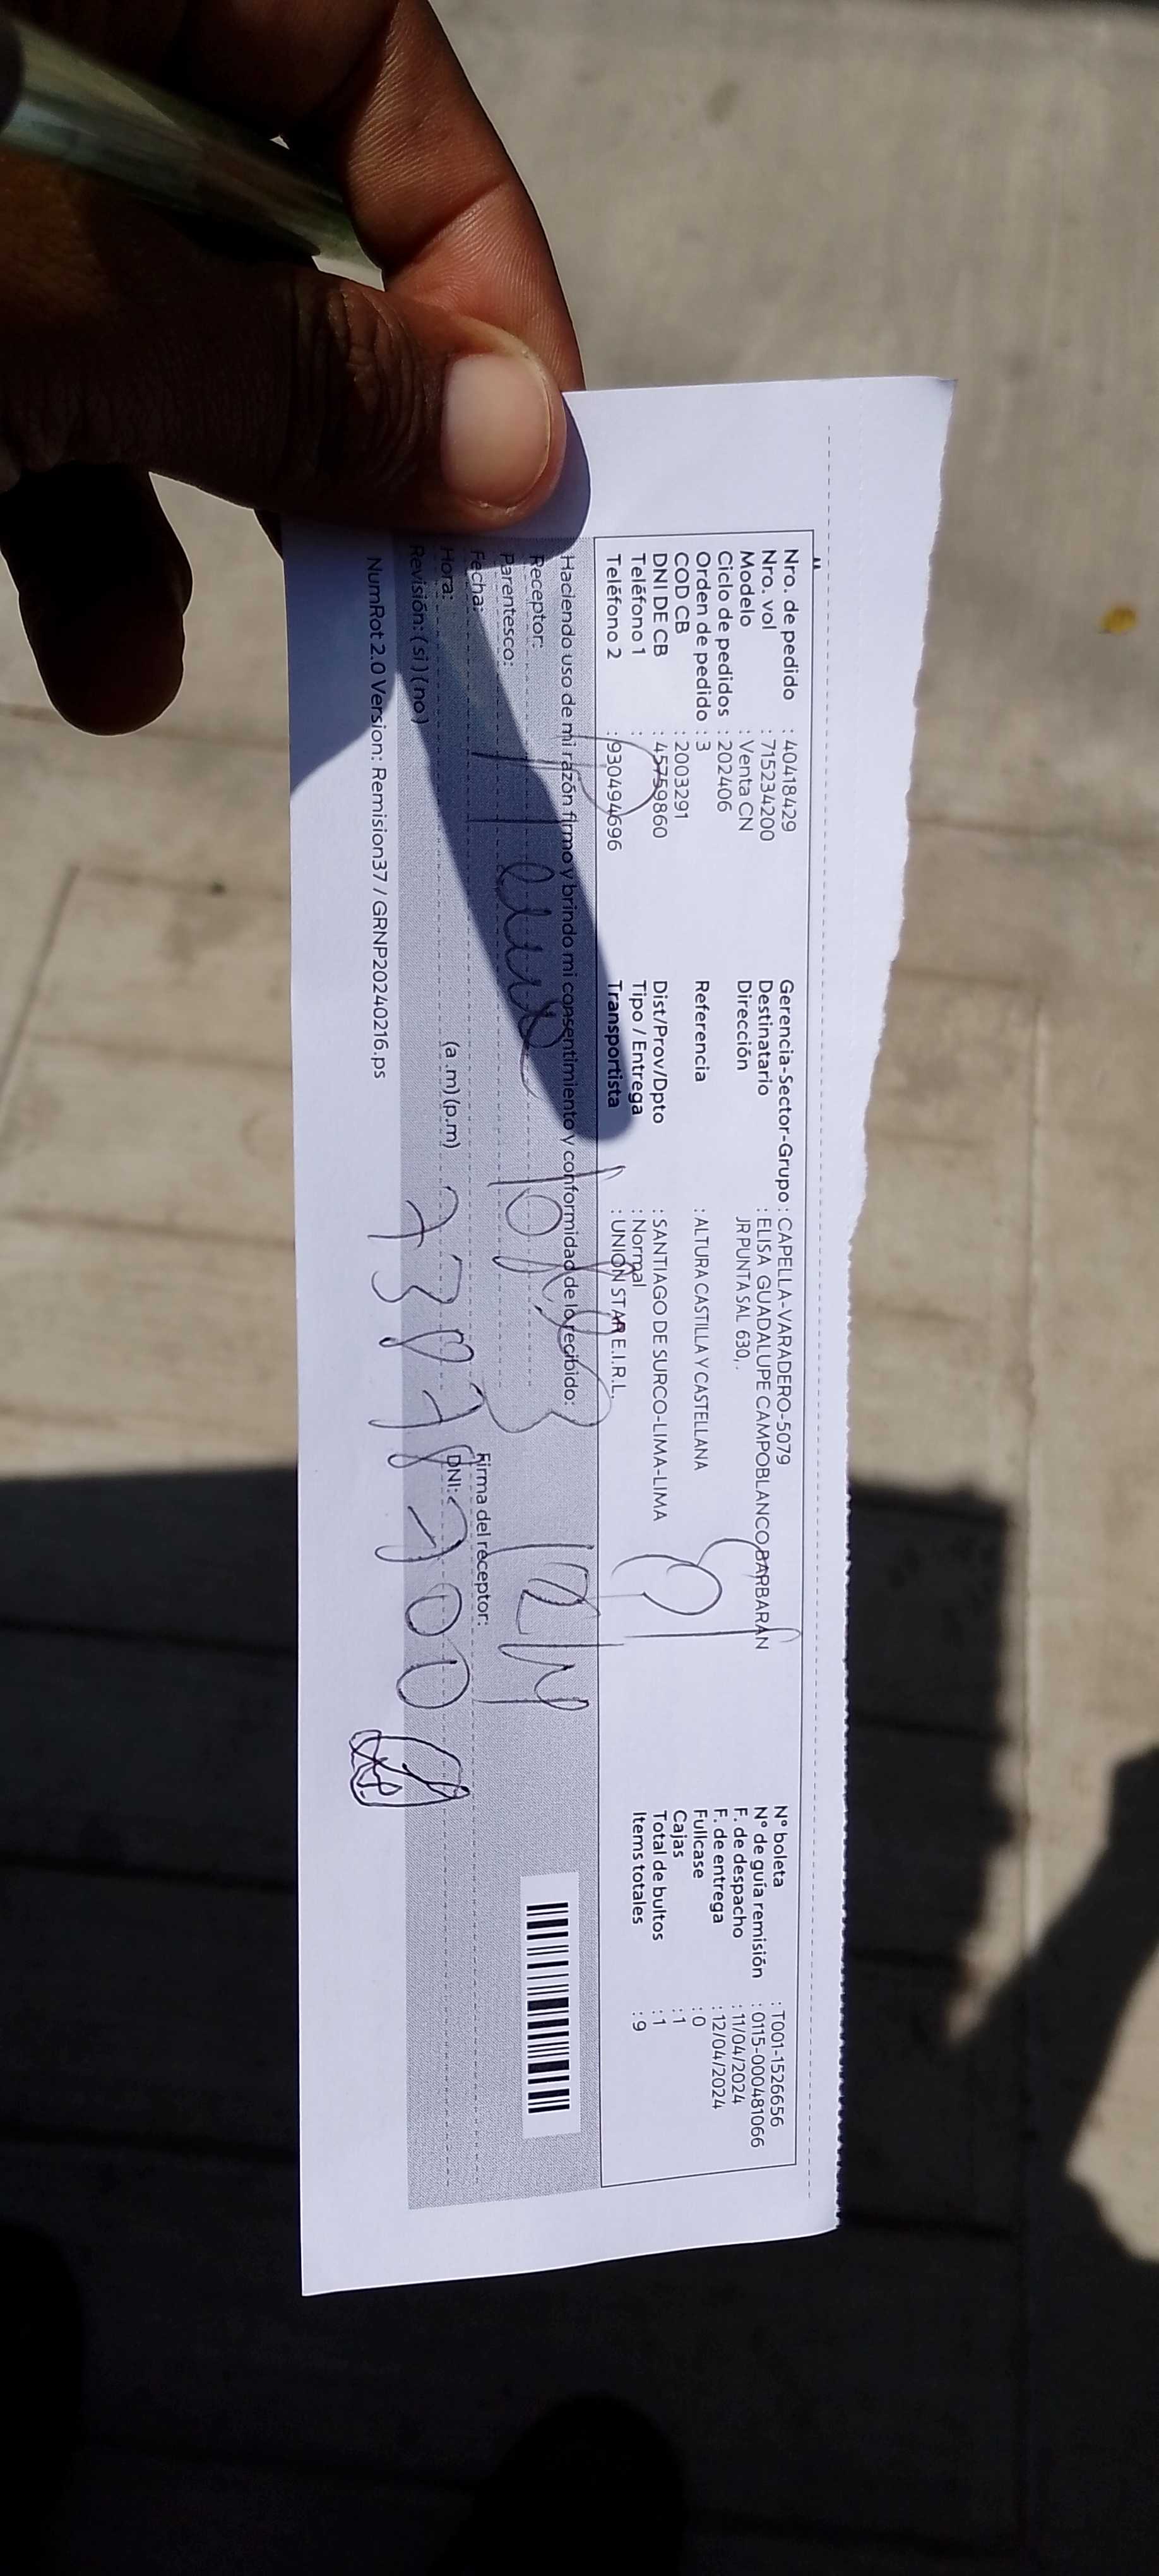 Nro. de pedido : 40418429
Nro. vol : 715234200
Modelo : Venta CN
Ciclo de pedidos : 202406
Orden de pedido : 3
COD CB : 2003291
DNI DE CB : 45759860
Teléfono 1 :
Teléfono 2 : 930494696
Gerencia-Sector-Grupo : CAPELLA-VARADERO-5079
Destinatario : ELISA GUADALUPE CAMPOBLANCO BARBARAN
Dirección JR PUNTA SAL 630, .
Referencia : ALTURA CASTILLA Y CASTELLANA
Dist/Prov/Dpto : SANTIAGO DE SURCO-LIMA-LIMA
Tipo / Entrega : Normal
Transportista : UNION STAR E.I.R.L.
N° boleta : T001-1526656
N° de guía remisión : 0115-000481066
F. de despacho : 11/04/2024
F. de entrega : 12/04/2024
Fullcase : 0
Cajas : 1
Total de bultos : 1
Items totales : 9
Haciendo uso de mi razón firmo y brindo mi consentimiento y conformidad de lo recibido:
Receptor:
Parentesco:
Fecha:
Hora: (a .m) (p.m)
Revisión: ( si ) ( no )
Firma del receptor:
DNI:
NumRot 2.0 Version: Remision37 / GRNP20240216.ps